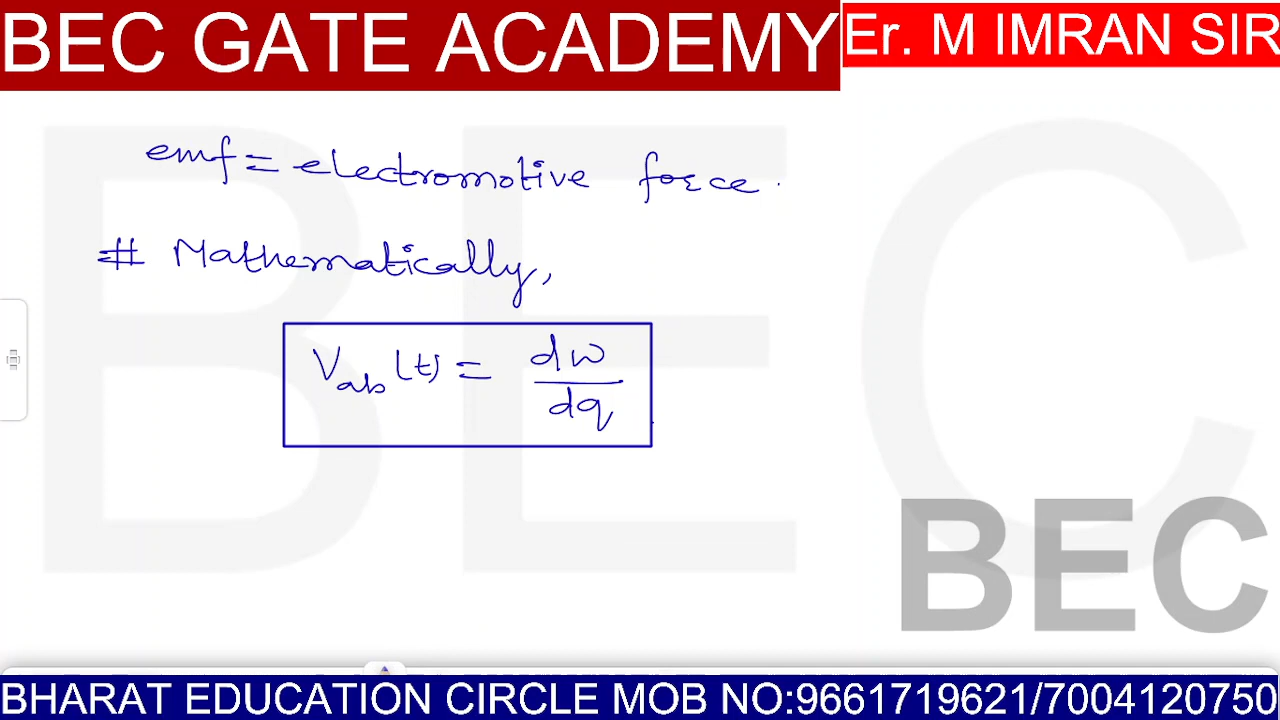 BEC GATE ACADEMY
Er. M IMRAN SIR
emf = electromotive force.
# Mathematically,
Vab(t) = dw/dq
BEC
BEC
BHARAT EDUCATION CIRCLE MOB NO:9661719621/7004120750